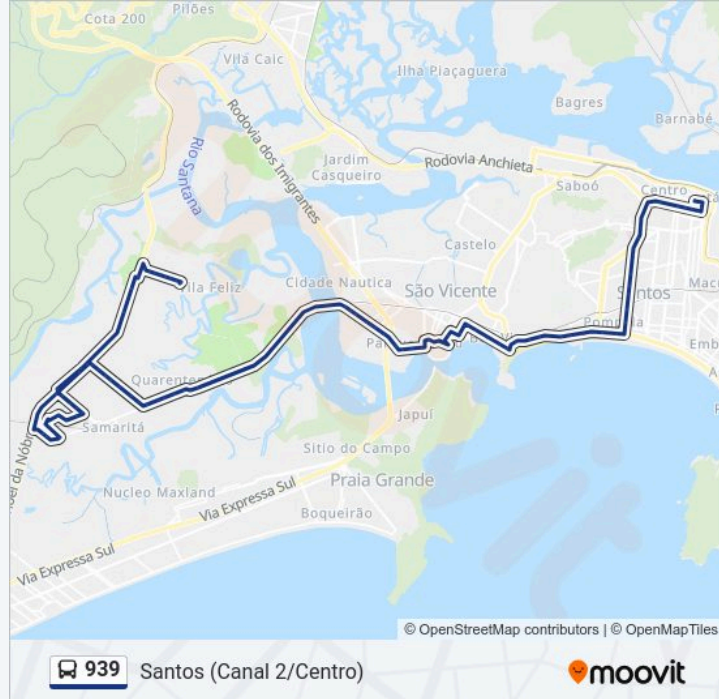 Pilões
Cota 200
Vila Caic
Ilha Piaçaguera
Bagres
Barnabé
Rodovia dos Imigrantes
Rio Santana
Jardim
Casqueiro
Rodovia Anchieta
Saboó
Centro
Castelo
Vila Feliz
Cidade Nautica
São Vicente
Santos
Quarenten
Samaritá
Japuí
Sitio do Campo
Praia Grande
Nucleo Maxland
Via Expressa Sul
Boqueirão
Via Expressa Sul
© OpenStreetMap contributors | © OpenMapTiles
939 Santos (Canal 2/Centro)
moovit